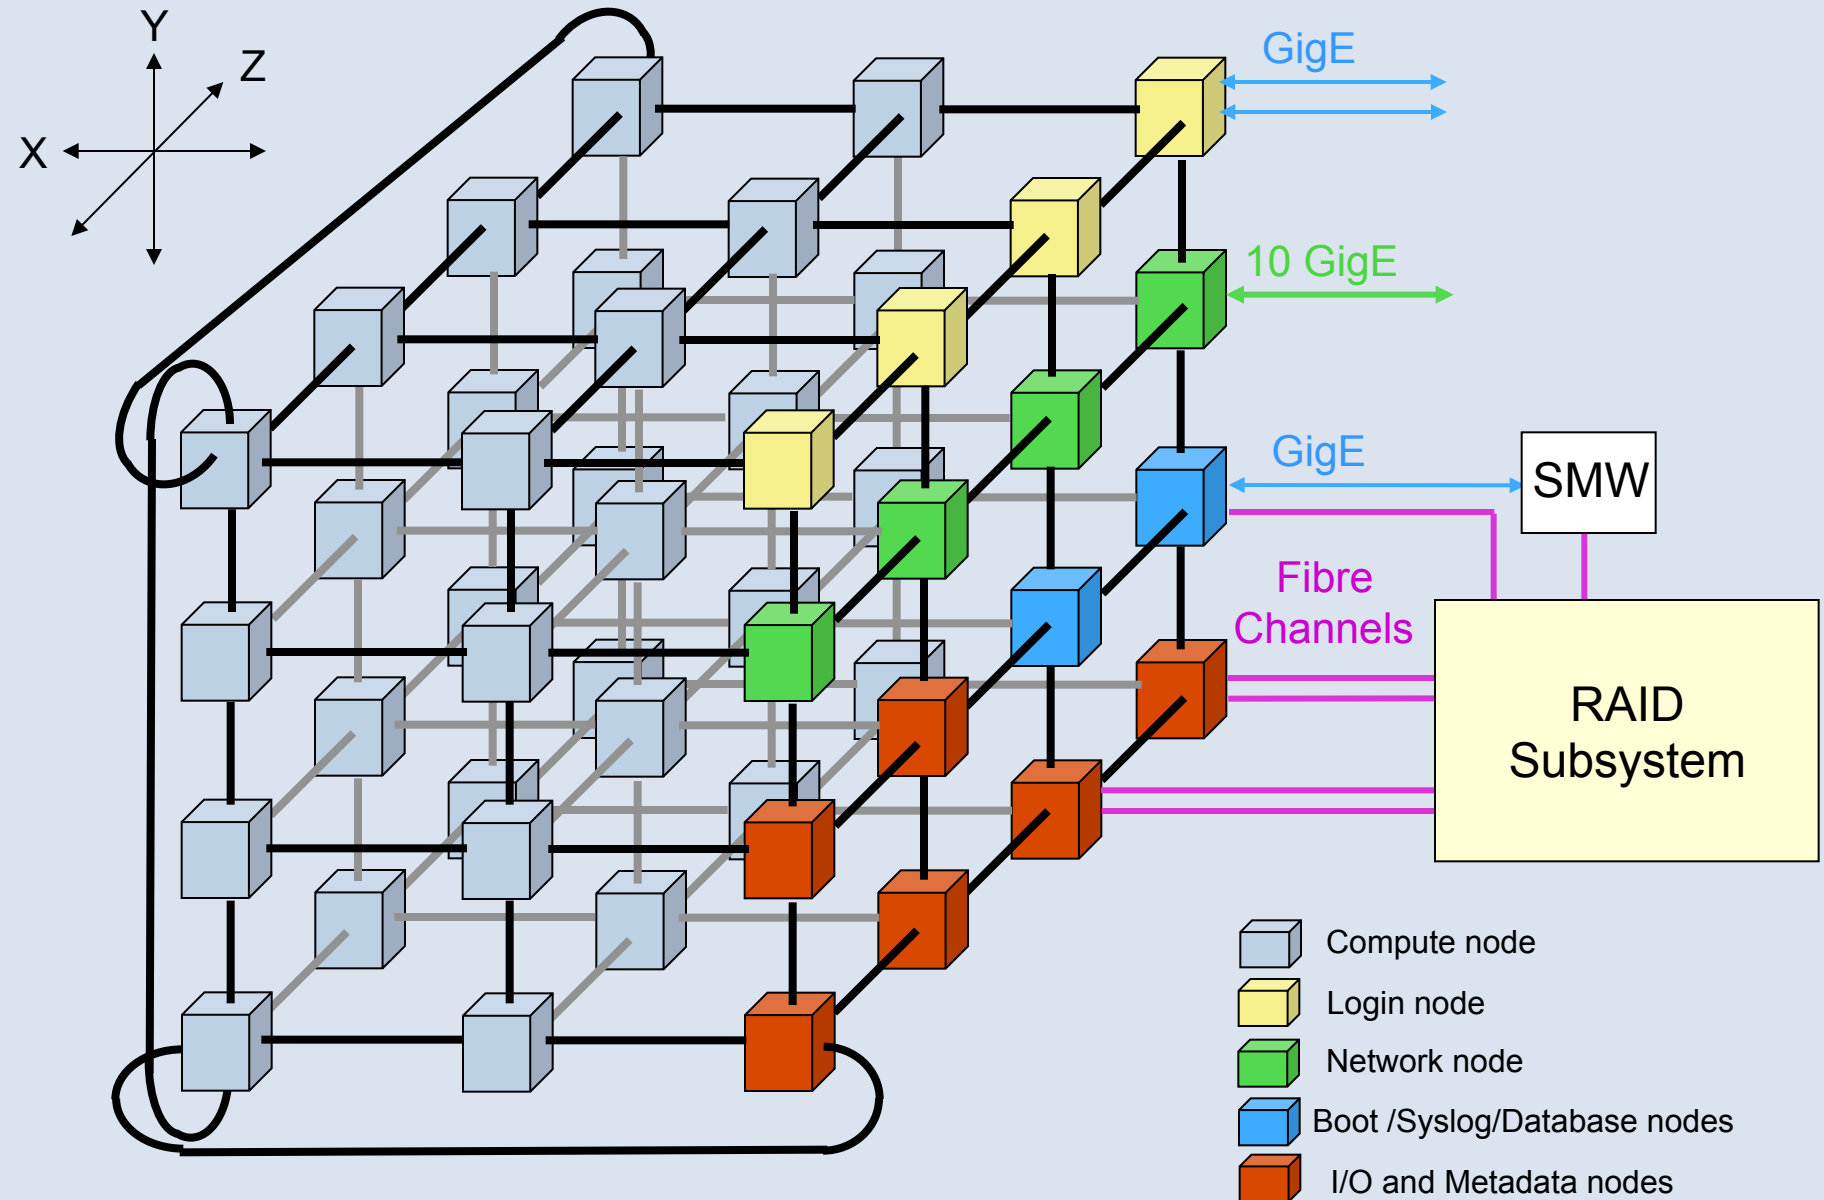 Y
Z
X
GigE
10 GigE
GigE
SMW
Fibre
Channels
RAID
Subsystem
Compute node
Login node
Network node
Boot /Syslog/Database nodes
I/O and Metadata nodes